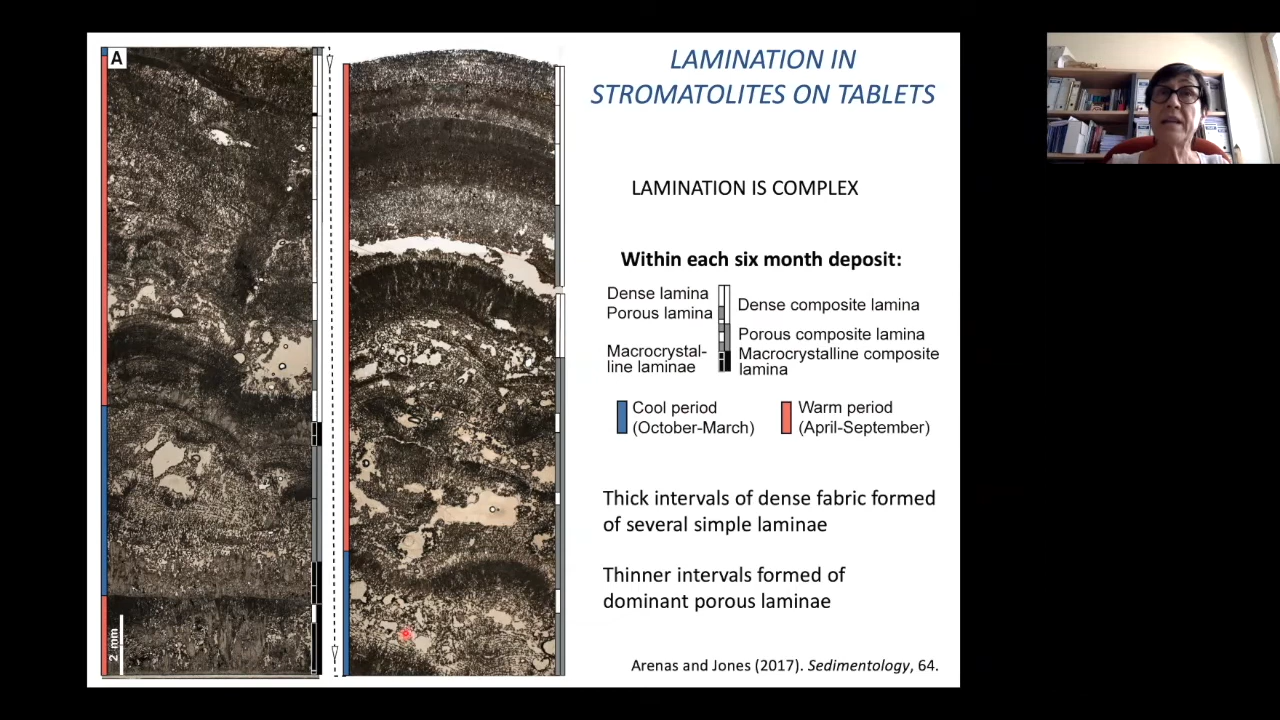 A
2 mm
LAMINATION IN
STROMATOLITES ON TABLETS
LAMINATION IS COMPLEX
Within each six month deposit:
Dense lamina
Porous lamina
Macrocrystal-
line laminae
Dense composite lamina
Porous composite lamina
Macrocrystalline composite
lamina
Cool period
(October-March)
Warm period
(April-September)
Thick intervals of dense fabric formed
of several simple laminae
Thinner intervals formed of
dominant porous laminae
Arenas and Jones (2017). Sedimentology, 64.